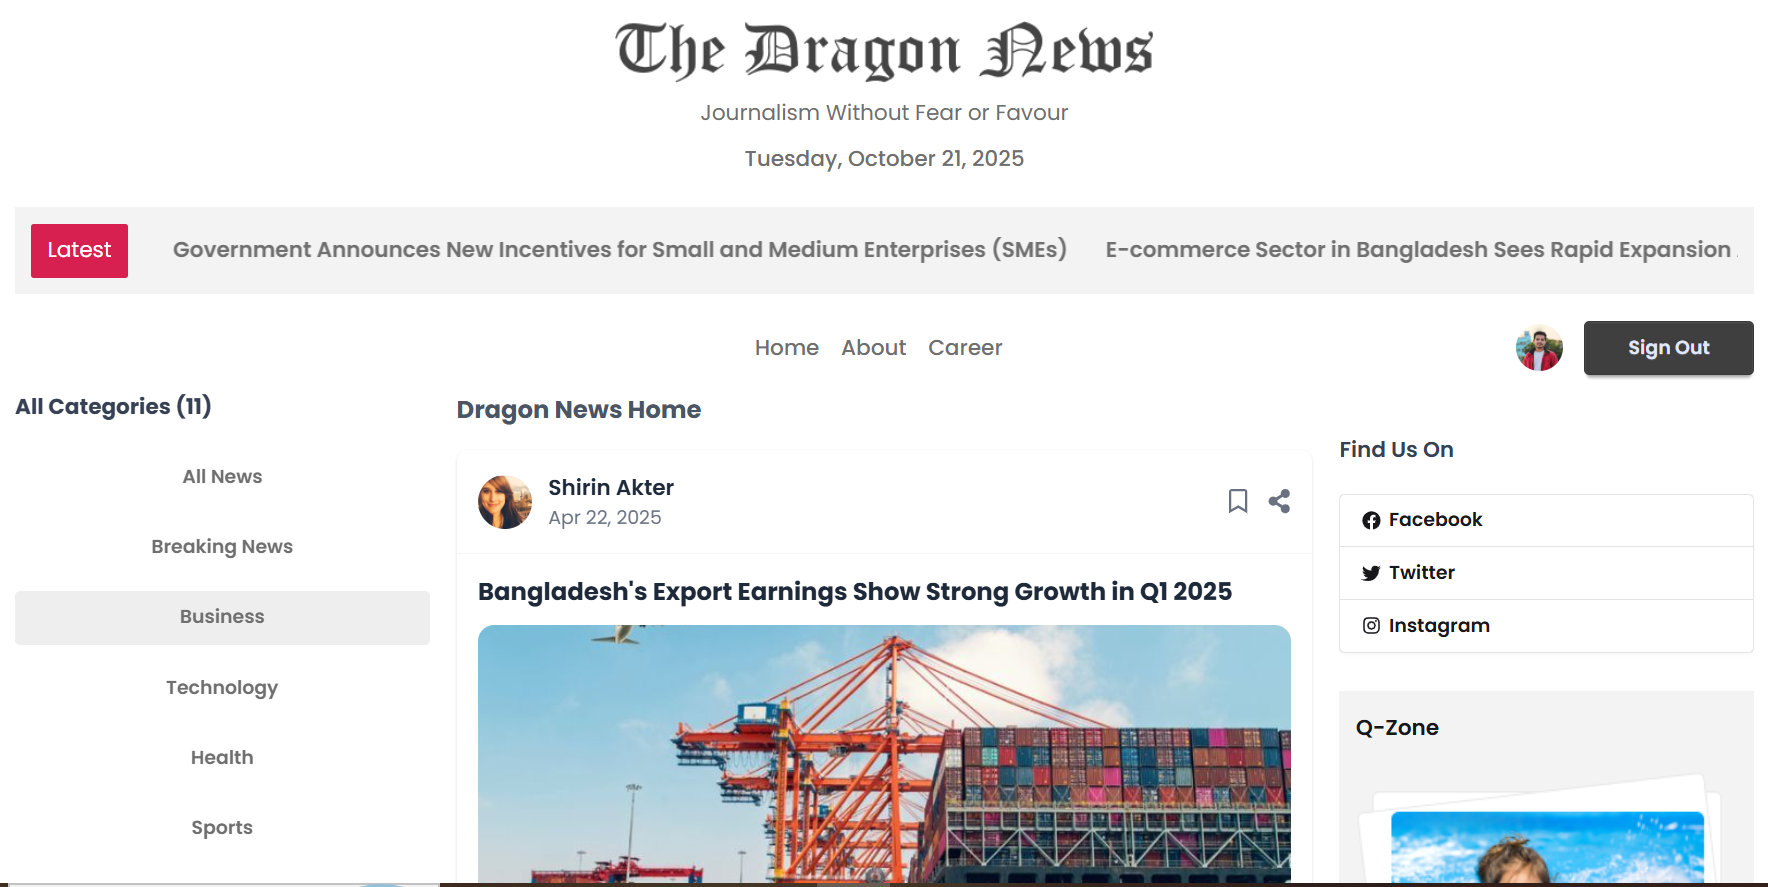 The Dragon News
Journalism Without Fear or Favour
Tuesday, October 21, 2025
Latest
Government Announces New Incentives for Small and Medium Enterprises (SMEs)
E-commerce Sector in Bangladesh Sees Rapid Expansion
Home
About
Career
Sign Out
All Categories (11)
All News
Breaking News
Business
Technology
Health
Sports
Dragon News Home
Shirin Akter
Apr 22, 2025
Bangladesh's Export Earnings Show Strong Growth in Q1 2025
Find Us On
Facebook
Twitter
Instagram
Q-Zone